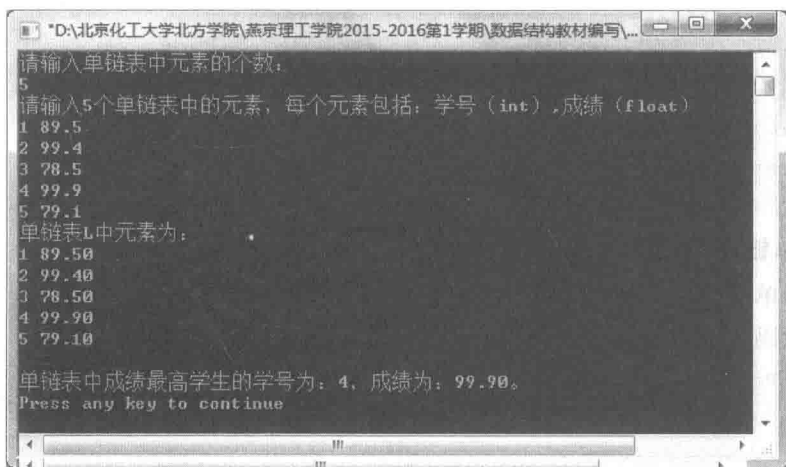 "D:\北京化工大学北方学院\燕京理工学院2015-2016第1学期\数据结构教材编写\...
请输入单链表中元素的个数：
5
请输入5个单链表中的元素，每个元素包括：学号（int）,成绩（float）
1 89.5
2 99.4
3 78.5
4 99.9
5 79.1
单链表L中元素为：
1 89.50
2 99.40
3 78.50
4 99.90
5 79.10
单链表中成绩最高学生的学号为：4，成绩为：99.90。
Press any key to continue